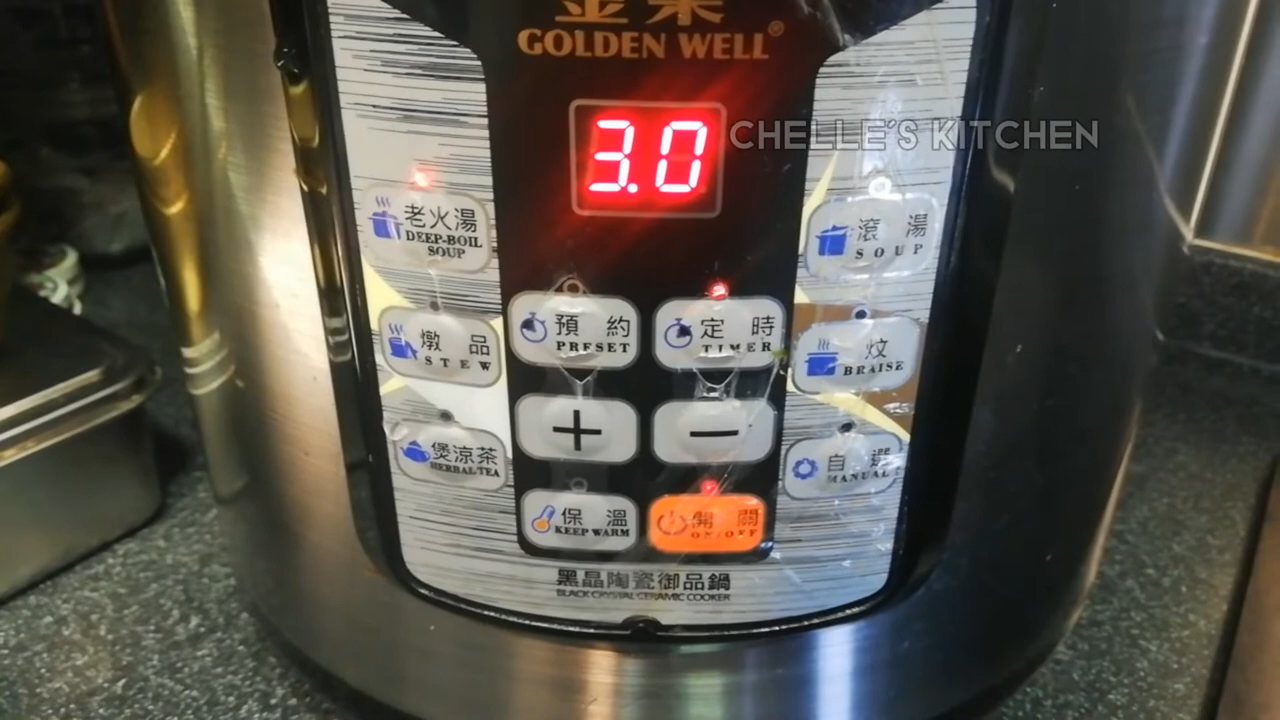 GOLDEN WELL®
3.0
CHELLE'S KITCHEN
老火湯
DEEP-BOIL
SOUP
滾湯
SOUP
預約
PRESET
定時
TIMER
燉品
STEW
炆
BRAISE
+
−
煲涼茶
HERBAL TEA
自選
MANUAL
保溫
KEEP WARM
開關
ON/OFF
黑晶陶瓷御品鍋
BLACK CRYSTAL CERAMIC COOKER